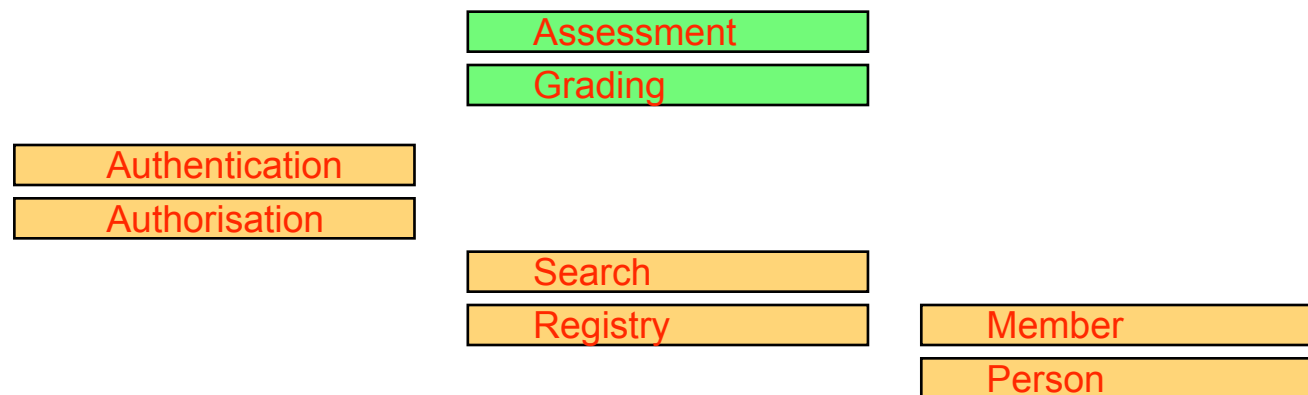 Assessment
Grading
Authentication
Authorisation
Search
Registry
Member
Person